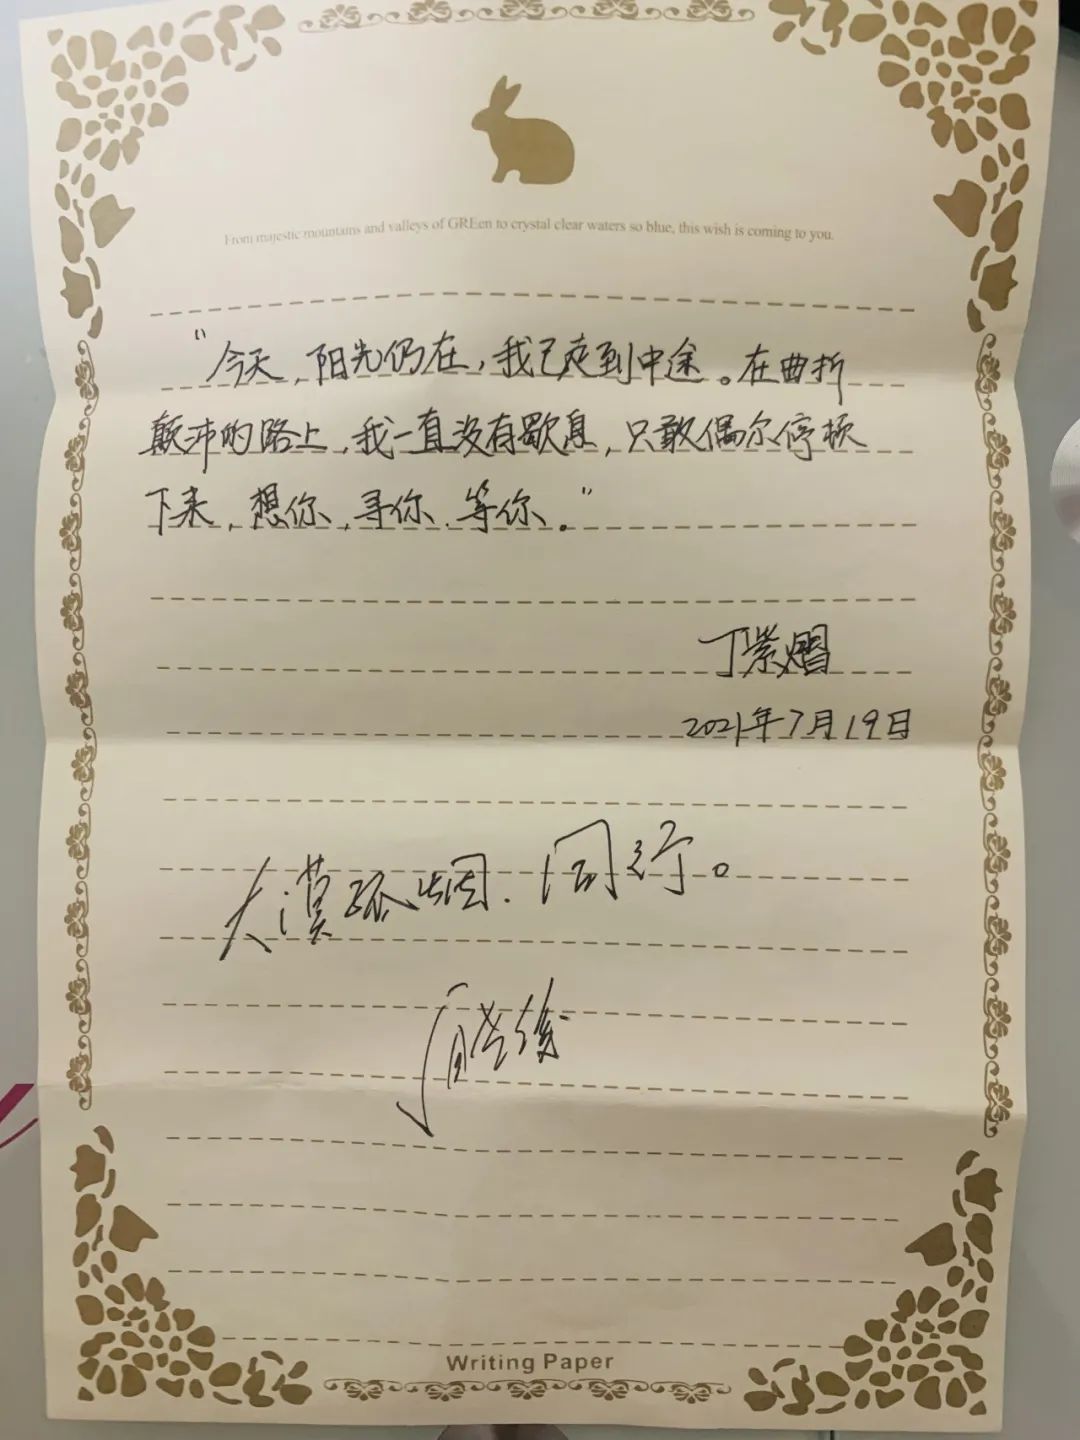 From majestic mountains and valleys of GREen to crystal clear waters so blue, this wish is coming to you.
“今天，阳光仍在，我已走到中途。在曲折
颠沛的路上，我一直没有歇息，只敢偶尔停顿
下来，想你，寻你，等你。”
丁紫熠
2021年7月19日
大漠孤烟，同行。
Writing Paper